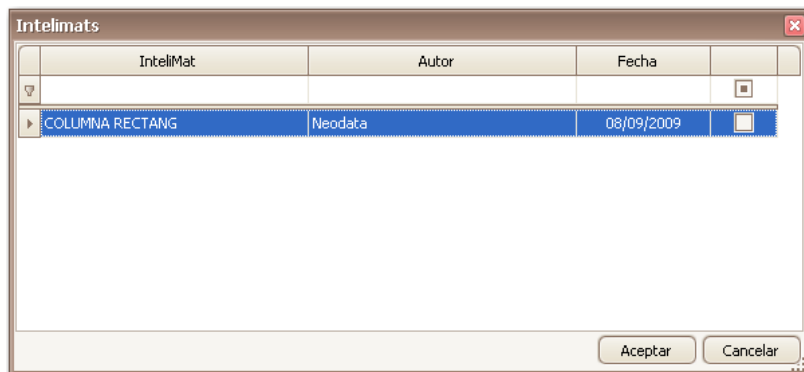 Intelimats
InteliMat Autor Fecha
COLUMNA RECTANG Neodata 08/09/2009
Aceptar Cancelar